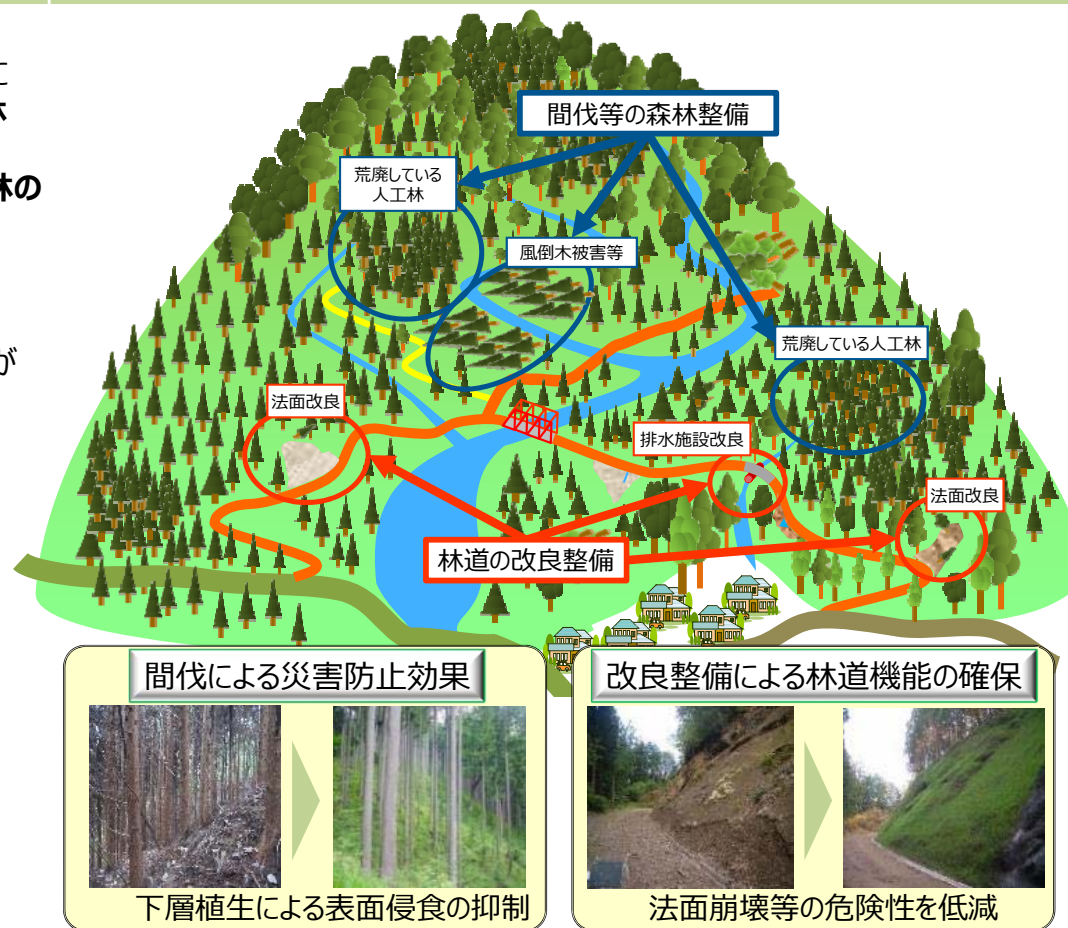 に
林
林の
が
間伐等の森林整備
荒廃している
人工林
風倒木被害等
荒廃している人工林
法面改良
排水施設改良
法面改良
林道の改良整備
間伐による災害防止効果
改良整備による林道機能の確保
下層植生による表面侵食の抑制
法面崩壊等の危険性を低減